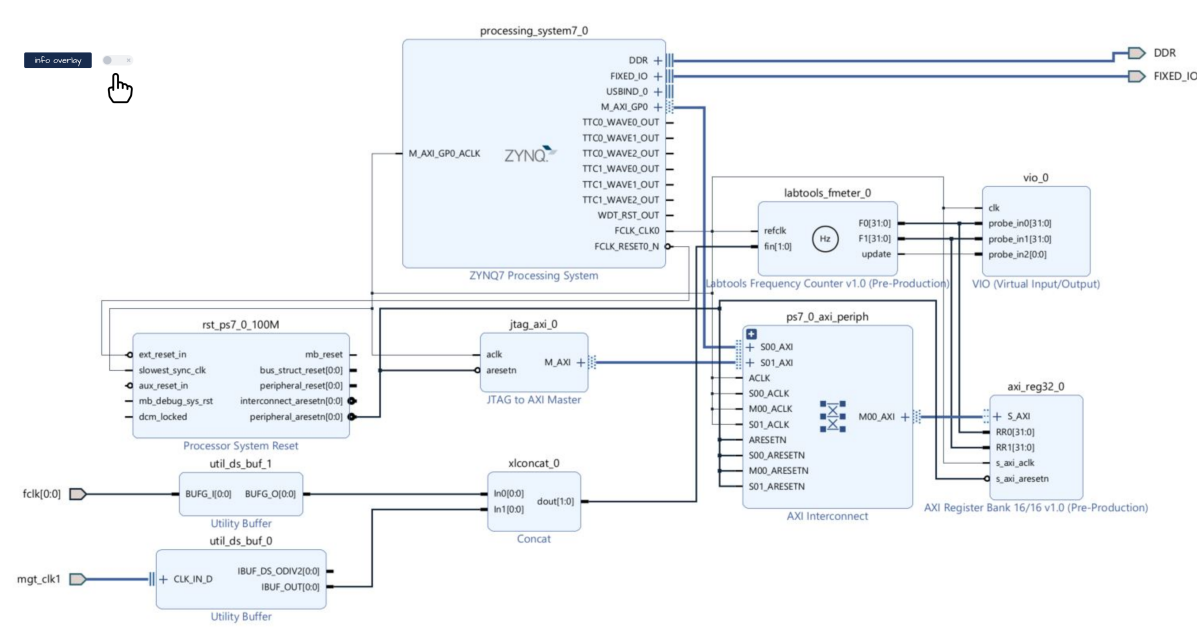 processing_system7_0
info overlay
DDR
FIXED_IO
USBIND_0
M_AXI_GP0
TTC0_WAVE0_OUT
TTC0_WAVE1_OUT
M_AXI_GP0_ACLK
ZYNQ
TTC0_WAVE2_OUT
TTC1_WAVE0_OUT
TTC1_WAVE1_OUT
TTC1_WAVE2_OUT
WDT_RST_OUT
FCLK_CLK0
FCLK_RESET0_N
ZYNQ7 Processing System
DDR
FIXED_IO
labtools_fmeter_0
refclk
fin[1:0]
Hz
F0[31:0]
F1[31:0]
update
Labtools Frequency Counter v1.0 (Pre-Production)
vio_0
clk
probe_in0[31:0]
probe_in1[31:0]
probe_in2[0:0]
VIO (Virtual Input/Output)
rst_ps7_0_100M
ext_reset_in
slowest_sync_clk
aux_reset_in
mb_debug_sys_rst
dcm_locked
mb_reset
bus_struct_reset[0:0]
peripheral_reset[0:0]
interconnect_aresetn[0:0]
peripheral_aresetn[0:0]
Processor System Reset
jtag_axi_0
aclk
aresetn
M_AXI
JTAG to AXI Master
ps7_0_axi_periph
S00_AXI
S01_AXI
ACLK
S00_ACLK
M00_ACLK
S01_ACLK
ARESETN
S00_ARESETN
M00_ARESETN
S01_ARESETN
M00_AXI
AXI Interconnect
axi_reg32_0
S_AXI
RR0[31:0]
RR1[31:0]
s_axi_aclk
s_axi_aresetn
AXI Register Bank 16/16 v1.0 (Pre-Production)
util_ds_buf_1
fclk[0:0]
BUFG_I[0:0]
BUFG_O[0:0]
Utility Buffer
xlconcat_0
In0[0:0]
In1[0:0]
dout[1:0]
Concat
util_ds_buf_0
mgt_clk1
CLK_IN_D
IBUF_DS_ODIV2[0:0]
IBUF_OUT[0:0]
Utility Buffer